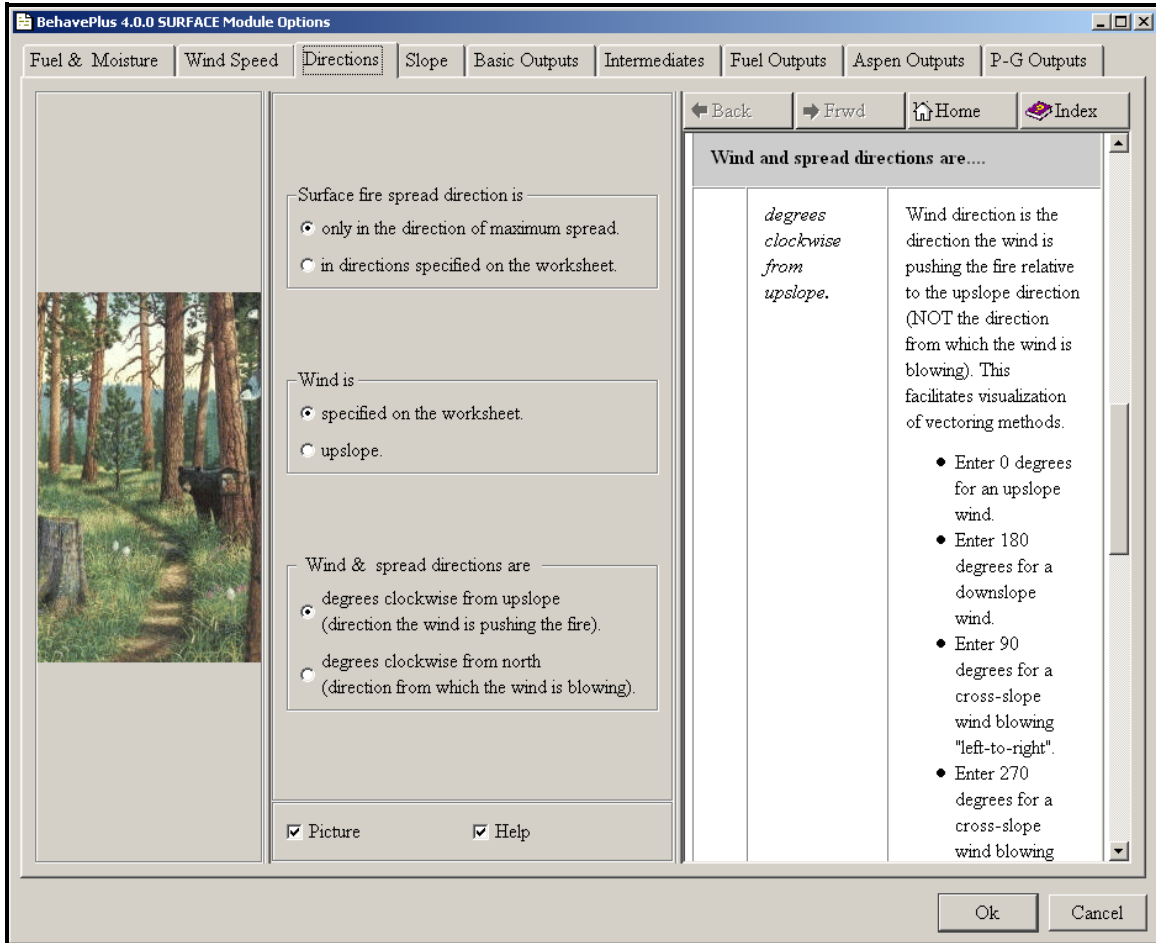 BehavePlus 4.0.0 SURFACE Module Options
Fuel & Moisture
Wind Speed
Directions
Slope
Basic Outputs
Intermediates
Fuel Outputs
Aspen Outputs
P-G Outputs
Surface fire spread direction is
only in the direction of maximum spread.
in directions specified on the worksheet.
Wind is
specified on the worksheet.
upslope.
Wind & spread directions are
degrees clockwise from upslope
(direction the wind is pushing the fire).
degrees clockwise from north
(direction from which the wind is blowing).
Picture
Help
Back
Frwd
Home
Index
Wind and spread directions are....
degrees
clockwise
from
upslope.
Wind direction is the
direction the wind is
pushing the fire relative
to the upslope direction
(NOT the direction
from which the wind is
blowing). This
facilitates visualization
of vectoring methods.
Enter 0 degrees
for an upslope
wind.
Enter 180
degrees for a
downslope
wind.
Enter 90
degrees for a
cross-slope
wind blowing
"left-to-right".
Enter 270
degrees for a
cross-slope
wind blowing
Ok
Cancel